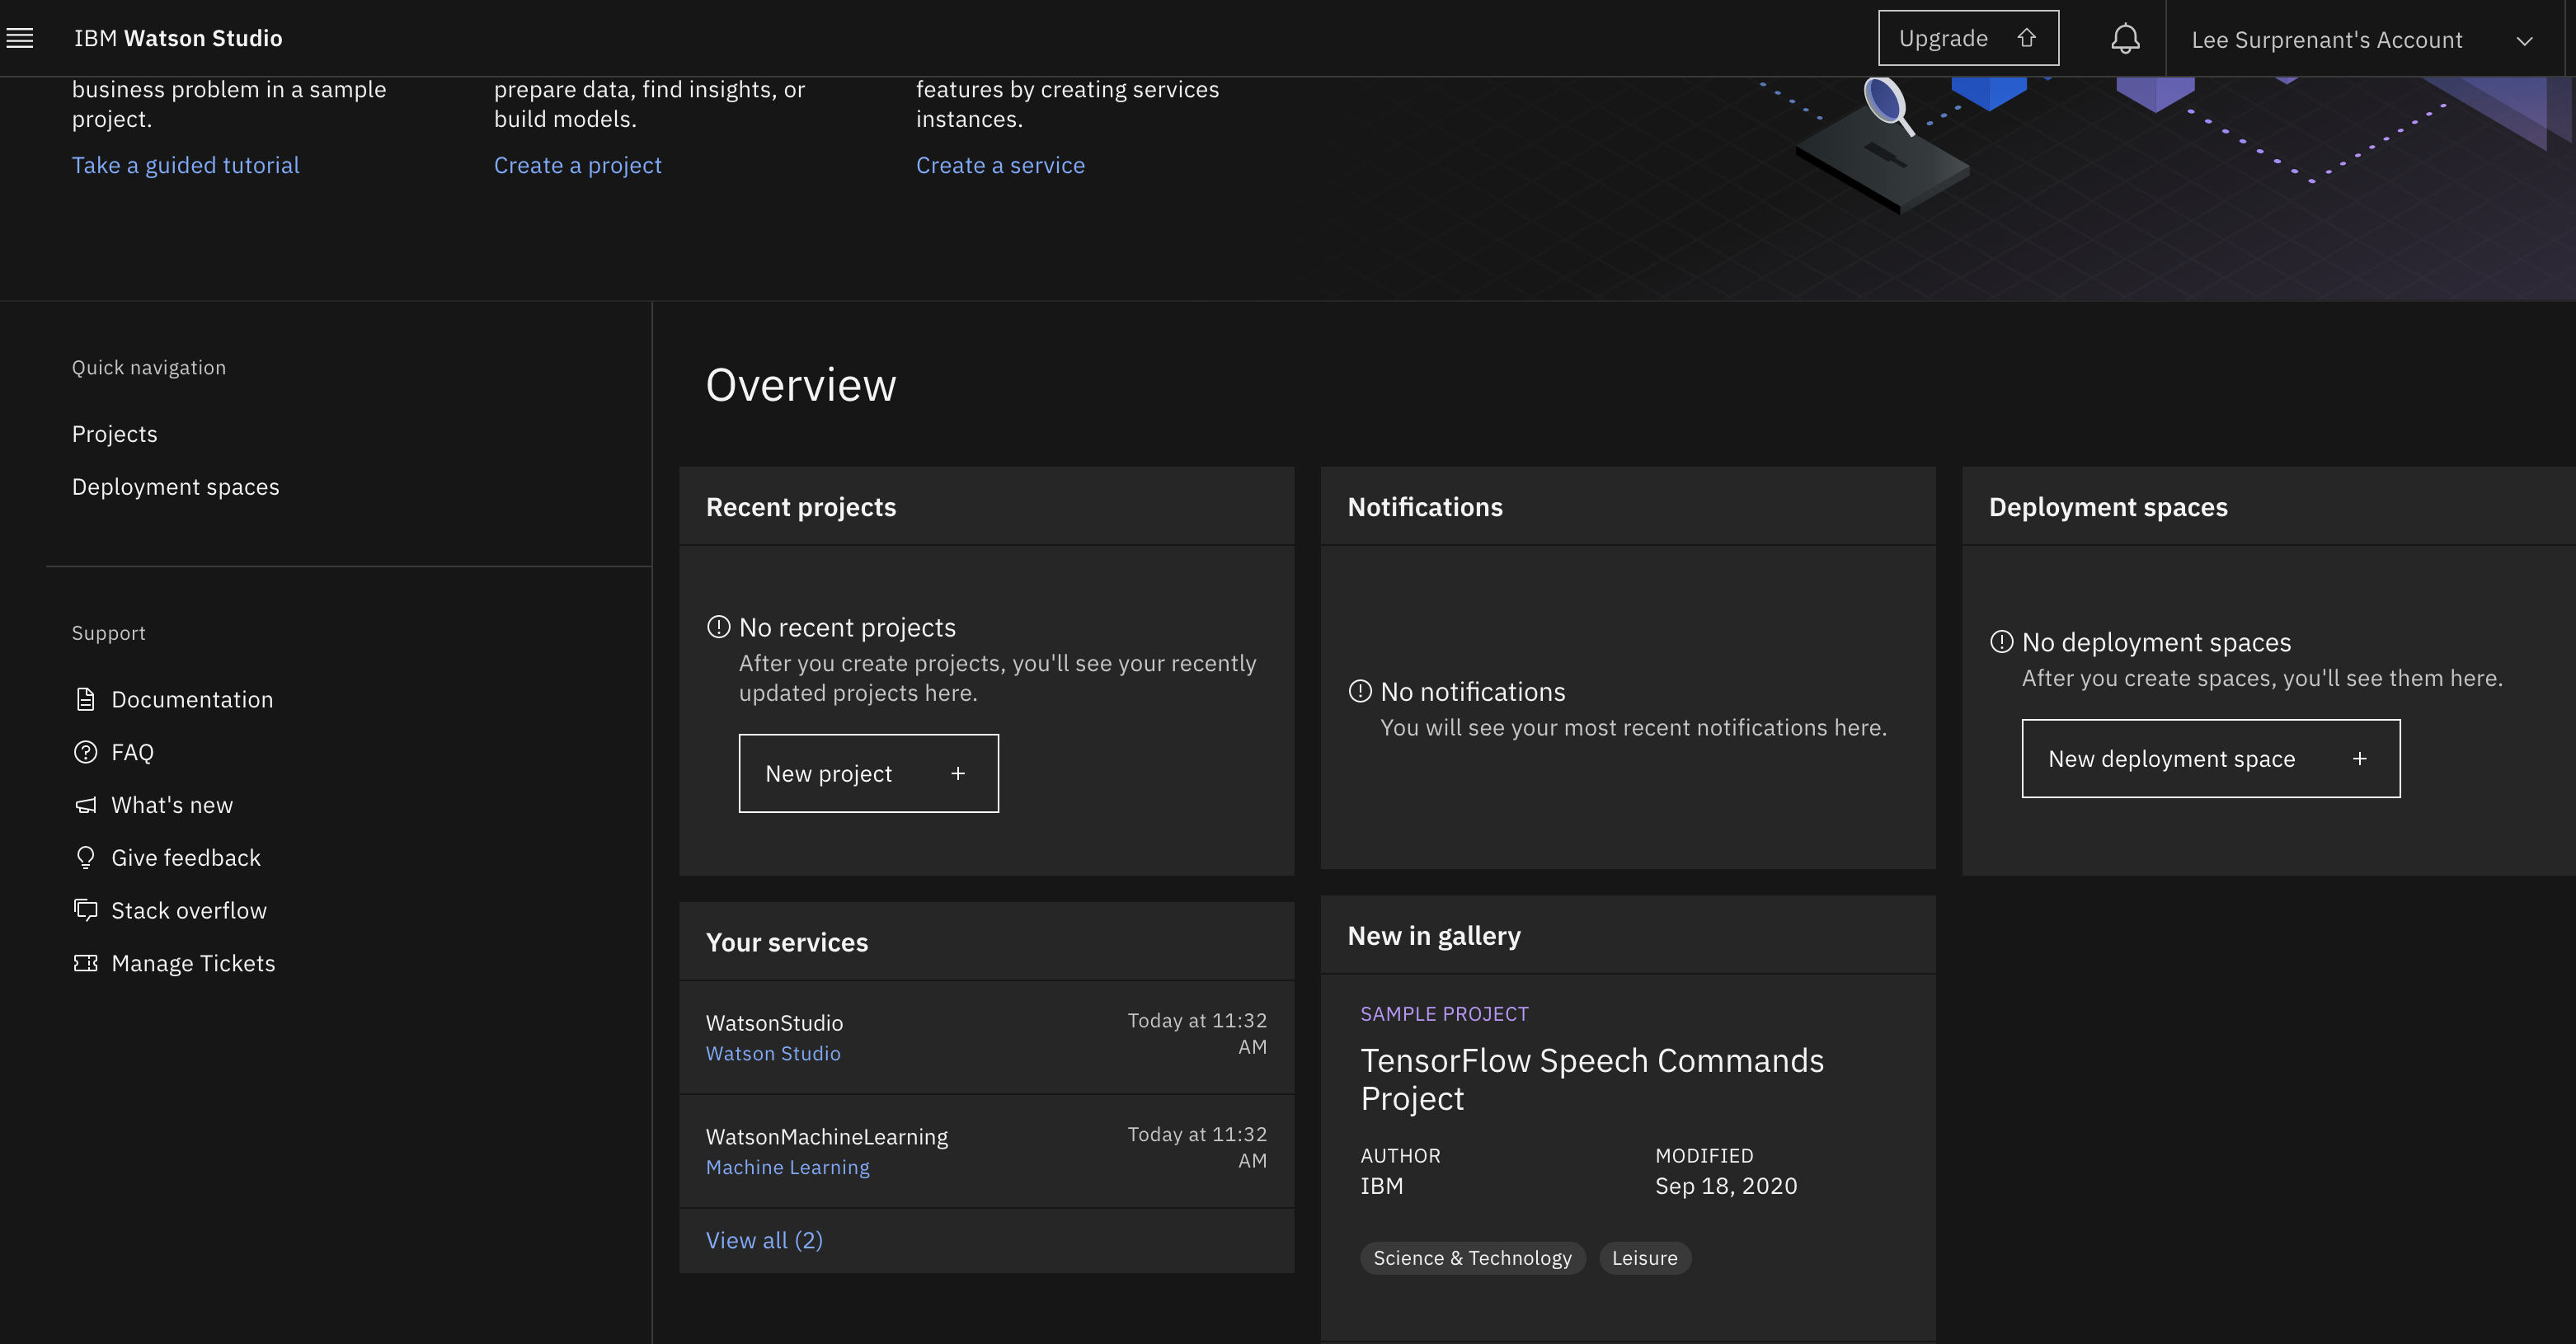 IBM Watson Studio
Upgrade
Lee Surprenant's Account
business problem in a sample
project.
Take a guided tutorial
prepare data, find insights, or
build models.
Create a project
features by creating services
instances.
Create a service
Quick navigation
Projects
Deployment spaces
Support
Documentation
FAQ
What's new
Give feedback
Stack overflow
Manage Tickets
Overview
Recent projects
No recent projects
After you create projects, you'll see your recently
updated projects here.
New project +
Notifications
No notifications
You will see your most recent notifications here.
Deployment spaces
No deployment spaces
After you create spaces, you'll see them here.
New deployment space +
Your services
WatsonStudio
Watson Studio
Today at 11:32
AM
WatsonMachineLearning
Machine Learning
Today at 11:32
AM
View all (2)
New in gallery
SAMPLE PROJECT
TensorFlow Speech Commands
Project
AUTHOR
IBM
MODIFIED
Sep 18, 2020
Science & Technology
Leisure